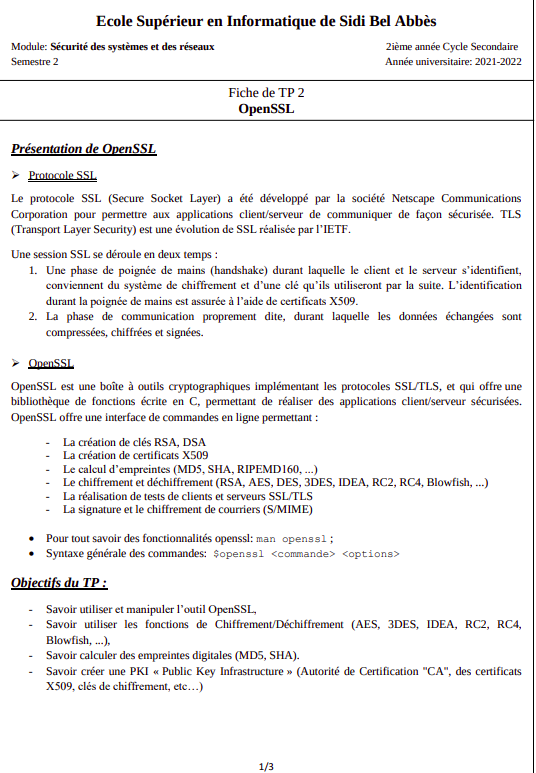 Ecole Supérieur en Informatique de Sidi Bel Abbès
Module: Sécurité des systèmes et des réseaux 2ième année Cycle Secondaire
Semestre 2 Année universitaire: 2021-2022
Fiche de TP 2
OpenSSL
Présentation de OpenSSL
➢ Protocole SSL
Le protocole SSL (Secure Socket Layer) a été développé par la société Netscape Communications
Corporation pour permettre aux applications client/serveur de communiquer de façon sécurisée. TLS
(Transport Layer Security) est une évolution de SSL réalisée par l'IETF.
Une session SSL se déroule en deux temps :
1. Une phase de poignée de mains (handshake) durant laquelle le client et le serveur s'identifient,
conviennent du système de chiffrement et d'une clé qu'ils utiliseront par la suite. L'identification
durant la poignée de mains est assurée à l'aide de certificats X509.
2. La phase de communication proprement dite, durant laquelle les données échangées sont
compressées, chiffrées et signées.
➢ OpenSSL
OpenSSL est une boîte à outils cryptographiques implémentant les protocoles SSL/TLS, et qui offre une
bibliothèque de fonctions écrite en C, permettant de réaliser des applications client/serveur sécurisées.
OpenSSL offre une interface de commandes en ligne permettant :
- La création de clés RSA, DSA
- La création de certificats X509
- Le calcul d'empreintes (MD5, SHA, RIPEMD160, ...)
- Le chiffrement et déchiffrement (RSA, AES, DES, 3DES, IDEA, RC2, RC4, Blowfish, ...)
- La réalisation de tests de clients et serveurs SSL/TLS
- La signature et le chiffrement de courriers (S/MIME)
• Pour tout savoir des fonctionnalités openssl: man openssl ;
• Syntaxe générale des commandes: $openssl <commande> <options>
Objectifs du TP :
- Savoir utiliser et manipuler l'outil OpenSSL,
- Savoir utiliser les fonctions de Chiffrement/Déchiffrement (AES, 3DES, IDEA, RC2, RC4,
Blowfish, ...),
- Savoir calculer des empreintes digitales (MD5, SHA).
- Savoir créer une PKI « Public Key Infrastructure » (Autorité de Certification "CA", des certificats
X509, clés de chiffrement, etc…)
1/3